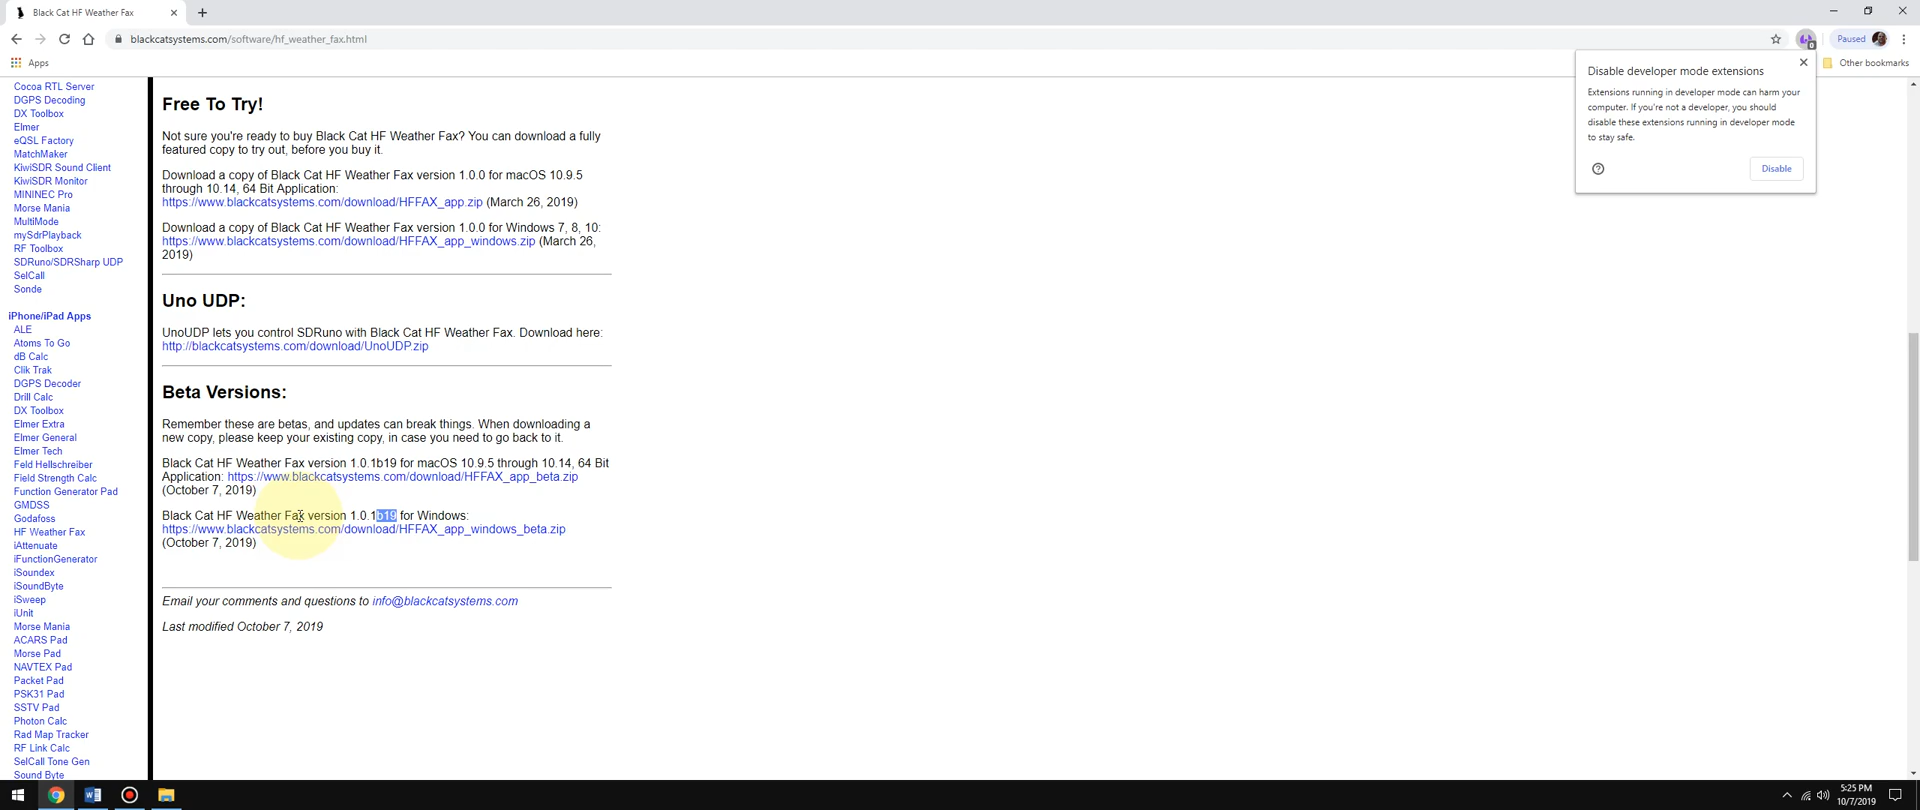 Black Cat HF Weather Fax
blackcatsystems.com/software/hf_weather_fax.html
Paused
Apps
Other bookmarks
Disable developer mode extensions
Extensions running in developer mode can harm your
computer. If you're not a developer, you should
disable these extensions running in developer mode
to stay safe.
Disable
Cocoa RTL Server
DGPS Decoding
DX Toolbox
Elmer
eQSL Factory
MatchMaker
KiwiSDR Sound Client
KiwiSDR Monitor
MININEC Pro
Morse Mania
MultiMode
mySdrPlayback
RF Toolbox
SDRuno/SDRSharp UDP
SelCall
Sonde
iPhone/iPad Apps
ALE
Atoms To Go
dB Calc
Clik Trak
DGPS Decoder
Drill Calc
DX Toolbox
Elmer Extra
Elmer General
Elmer Tech
Feld Hellschreiber
Field Strength Calc
Function Generator Pad
GMDSS
Godafoss
HF Weather Fax
iAttenuate
iFunctionGenerator
iSoundex
iSoundByte
iSweep
iUnit
Morse Mania
ACARS Pad
Morse Pad
NAVTEX Pad
Packet Pad
PSK31 Pad
SSTV Pad
Photon Calc
Rad Map Tracker
RF Link Calc
SelCall Tone Gen
Sound Byte
Free To Try!
Not sure you're ready to buy Black Cat HF Weather Fax? You can download a fully
featured copy to try out, before you buy it.
Download a copy of Black Cat HF Weather Fax version 1.0.0 for macOS 10.9.5
through 10.14, 64 Bit Application:
https://www.blackcatsystems.com/download/HFFAX_app.zip (March 26, 2019)
Download a copy of Black Cat HF Weather Fax version 1.0.0 for Windows 7, 8, 10:
https://www.blackcatsystems.com/download/HFFAX_app_windows.zip (March 26,
2019)
Uno UDP:
UnoUDP lets you control SDRuno with Black Cat HF Weather Fax. Download here:
http://blackcatsystems.com/download/UnoUDP.zip
Beta Versions:
Remember these are betas, and updates can break things. When downloading a
new copy, please keep your existing copy, in case you need to go back to it.
Black Cat HF Weather Fax version 1.0.1b19 for macOS 10.9.5 through 10.14, 64 Bit
Application: https://www.blackcatsystems.com/download/HFFAX_app_beta.zip
(October 7, 2019)
Black Cat HF Weather Fax version 1.0.1b19 for Windows:
https://www.blackcatsystems.com/download/HFFAX_app_windows_beta.zip
(October 7, 2019)
Email your comments and questions to info@blackcatsystems.com
Last modified October 7, 2019
5:25 PM
10/7/2019